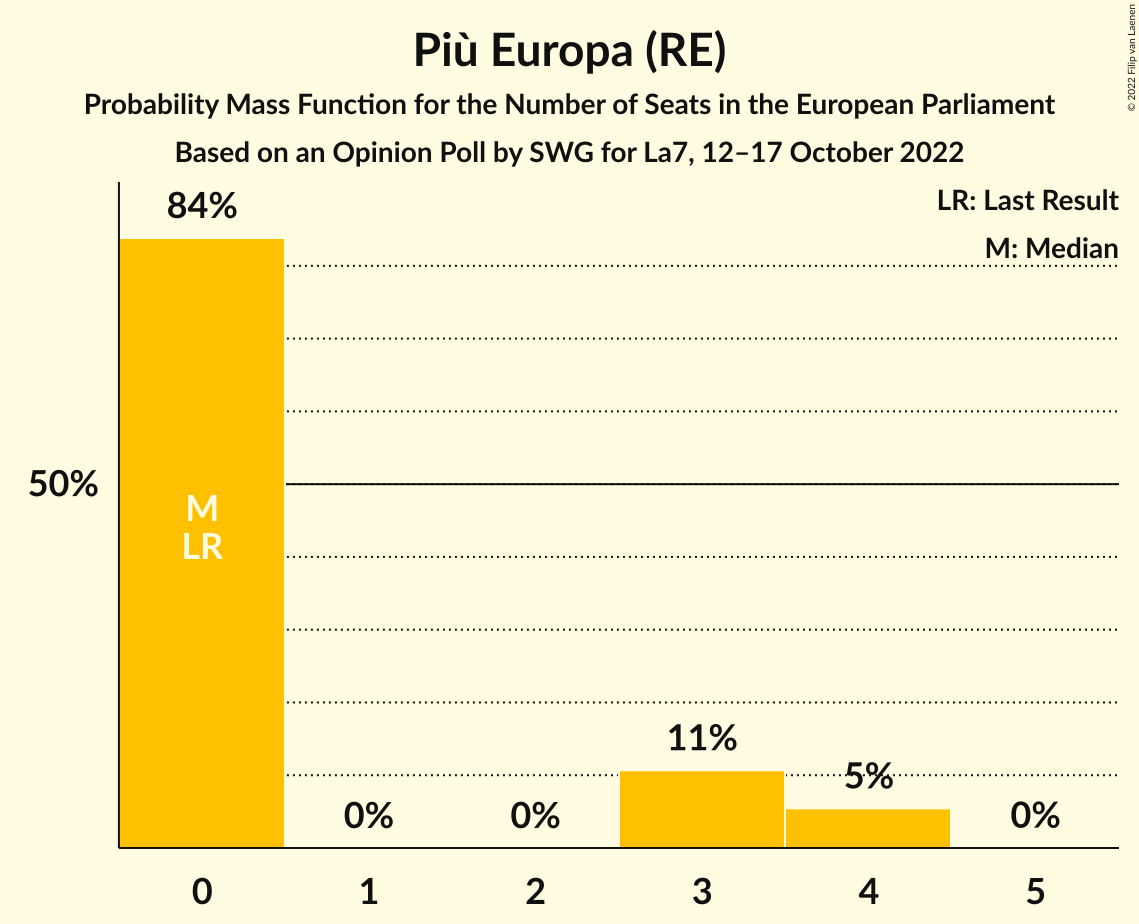 Più Europa (RE)
Probability Mass Function for the Number of Seats in the European Parliament
Based on an Opinion Poll by SWG for La7, 12–17 October 2022
© 2022 Filip van Laenen
LR: Last Result
M: Median
84%
50%
M
LR
0%
0%
11%
5%
0%
0
1
2
3
4
5